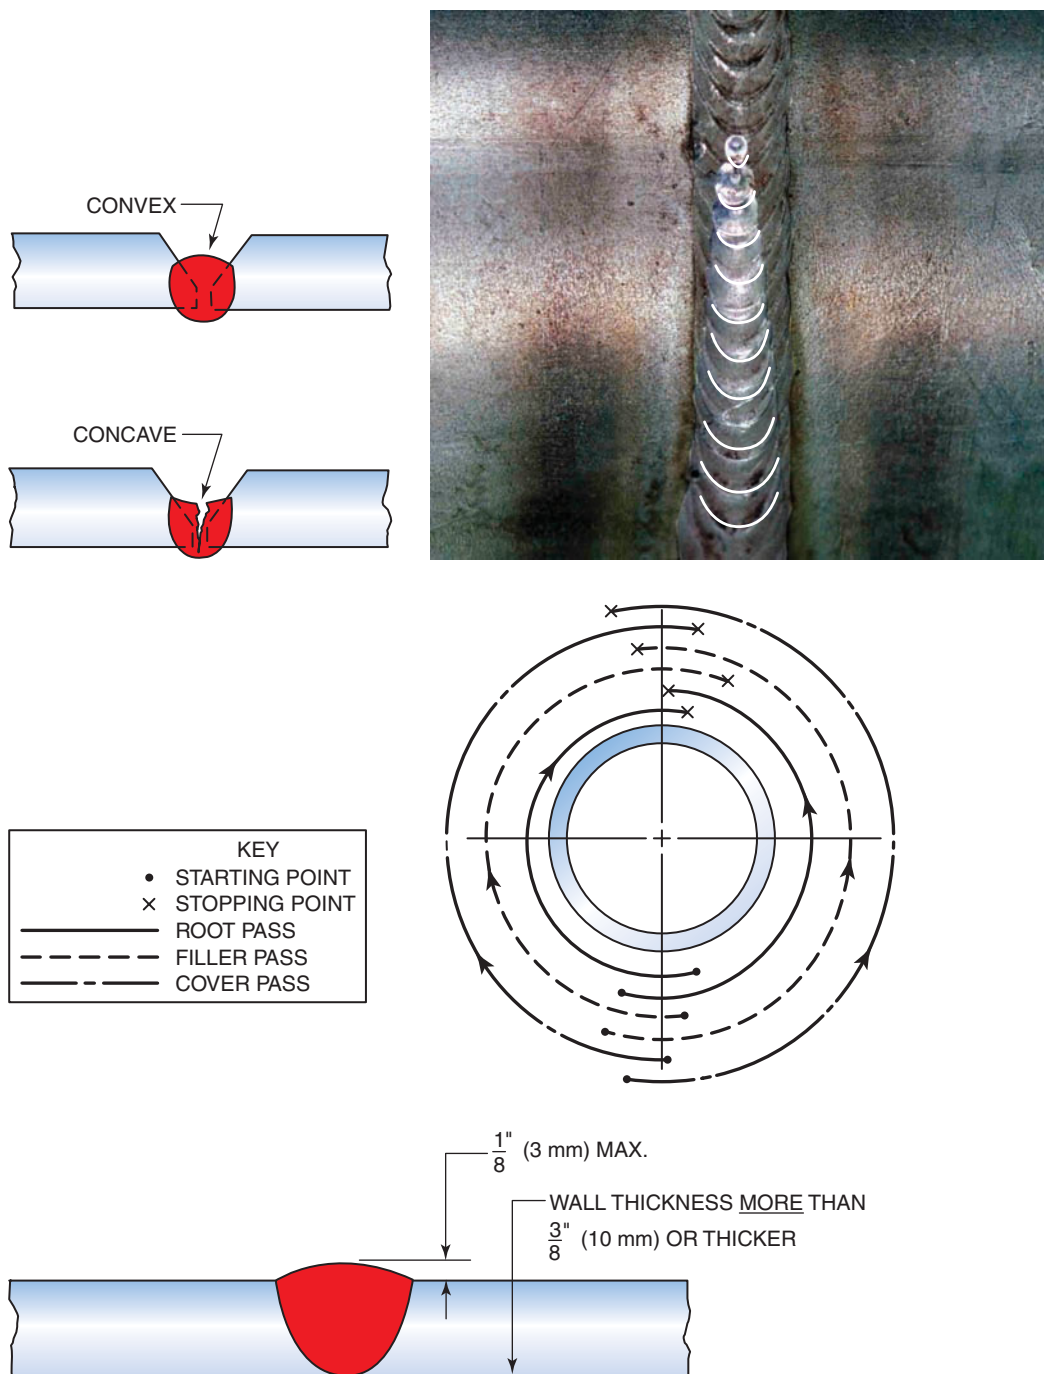 CONVEX
CONCAVE
KEY
STARTING POINT
STOPPING POINT
ROOT PASS
FILLER PASS
COVER PASS
1/8" (3 mm) MAX.
WALL THICKNESS MORE THAN
3/8" (10 mm) OR THICKER